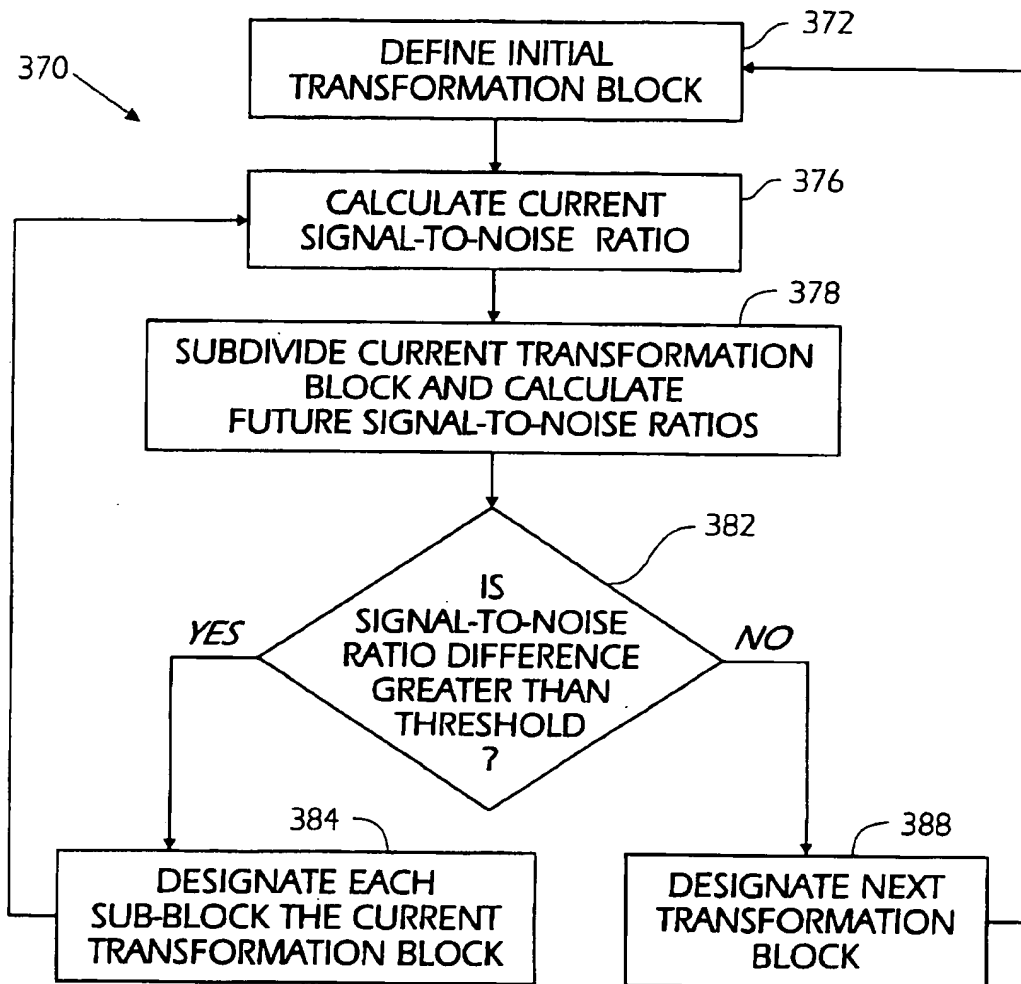 372
DEFINE INITIAL
TRANSFORMATION BLOCK
370
376
CALCULATE CURRENT
SIGNAL-TO-NOISE RATIO
378
SUBDIVIDE CURRENT TRANSFORMATION
BLOCK AND CALCULATE
FUTURE SIGNAL-TO-NOISE RATIOS
382
IS
SIGNAL-TO-NOISE
RATIO DIFFERENCE
GREATER THAN
THRESHOLD
?
YES
NO
384
DESIGNATE EACH
SUB-BLOCK THE CURRENT
TRANSFORMATION BLOCK
388
DESIGNATE NEXT
TRANSFORMATION
BLOCK